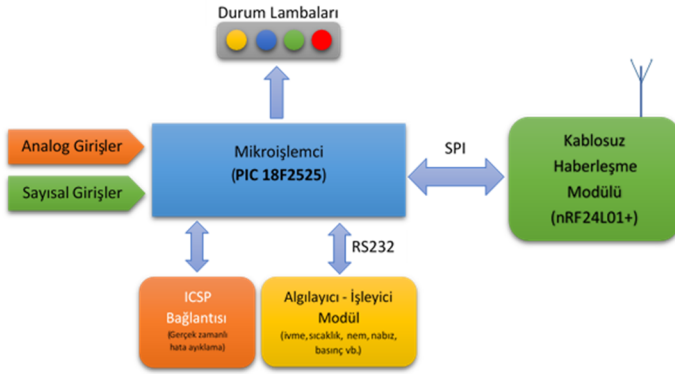 Durum Lambaları
Analog Girişler
Sayısal Girişler
Mikroişlemci
(PIC 18F2525)
SPI
Kablosuz
Haberleşme
Modülü
(nRF24L01+)
RS232
ICSP
Bağlantısı
(Gerçek zamanlı
hata ayıklama)
Algılayıcı - İşleyici
Modül
(ivme, sıcaklık, nem, nabız,
basınç vb.)